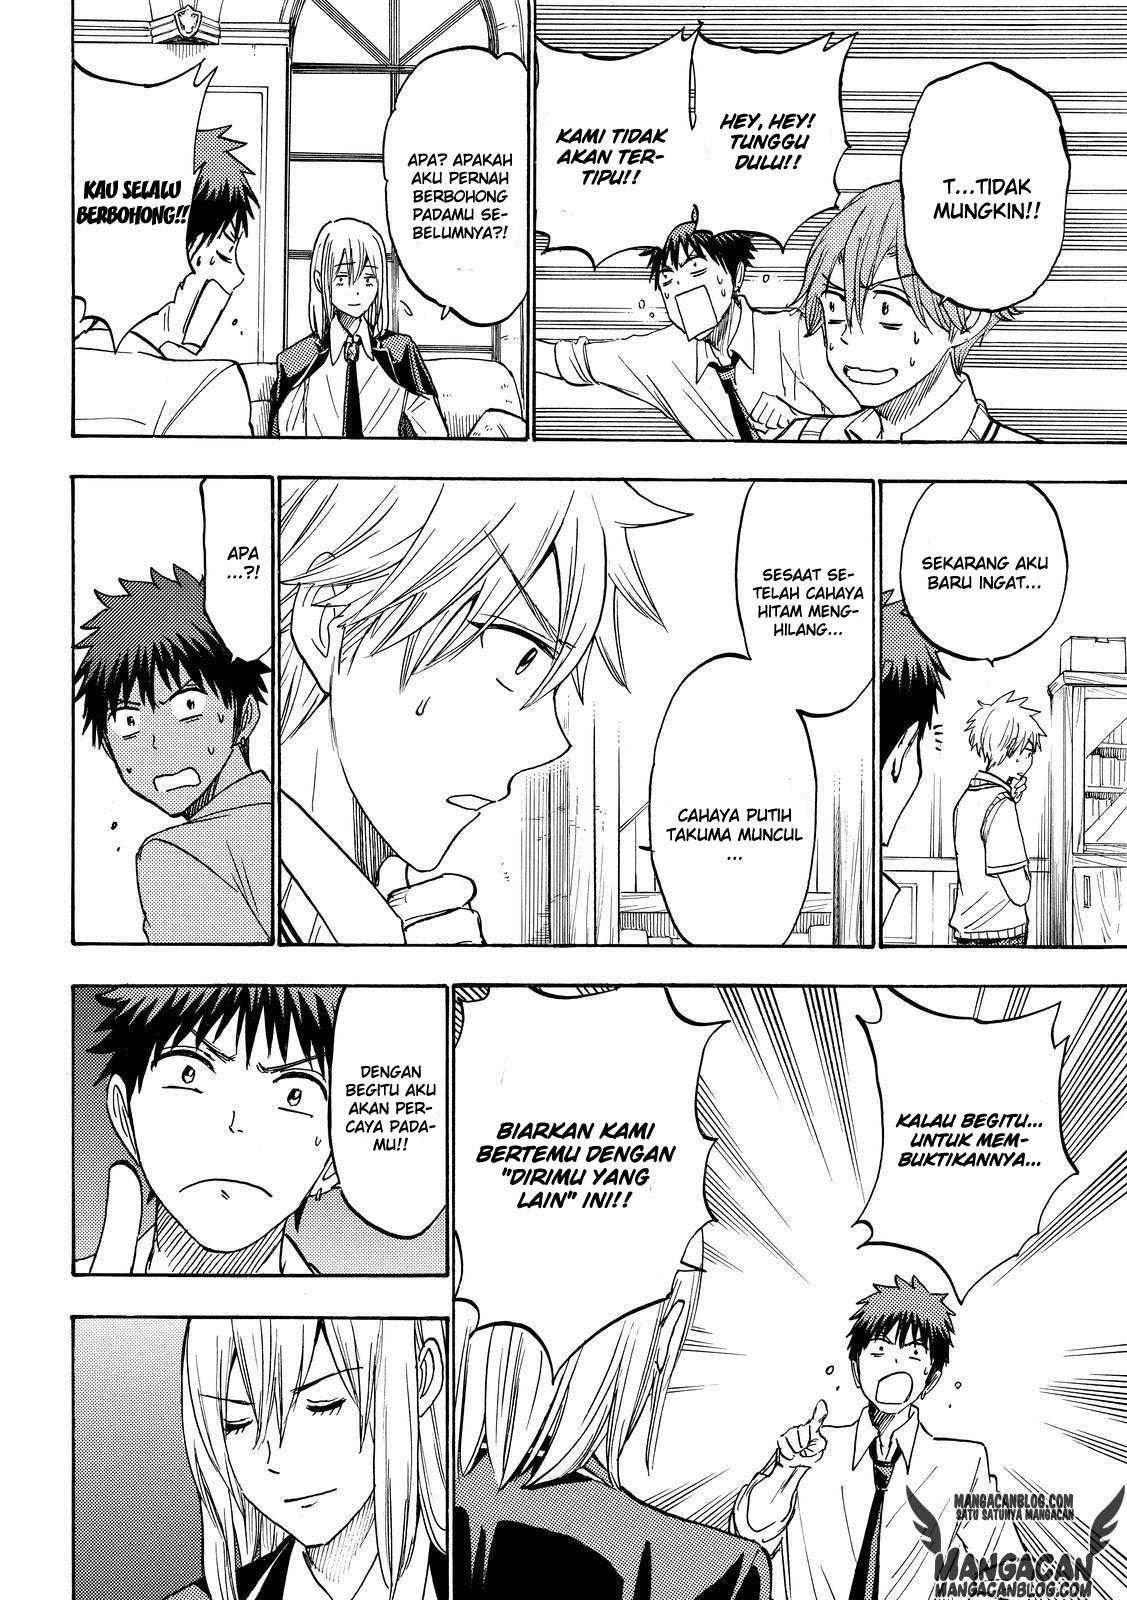 T...TIDAK
MUNGKIN!!
HEY, HEY!
TUNGGU
DULU!!
KAMI TIDAK
AKAN TER-
TIPU!!
APA? APAKAH
AKU PERNAH
BERBOHONG
PADAMU SE-
BELUMNYA?!
KAU SELALU
BERBOHONG!!
SEKARANG AKU
BARU INGAT...
SESAAT SE-
TELAH CAHAYA
HITAM MENG-
HILANG...
CAHAYA PUTIH
TAKUMA MUNCUL
...
APA
...?!
KALAU BEGITU...
UNTUK MEM-
BUKTIKANNYA...
BIARKAN KAMI
BERTEMU DENGAN
"DIRIMU YANG
LAIN" INI!!
DENGAN
BEGITU AKU
AKAN PER-
CAYA PADA-
MU!!
MANGACANBLOG.COM
SATU SATUNYA MANGACAN
MANGACAN
MANGACANBLOG.COM